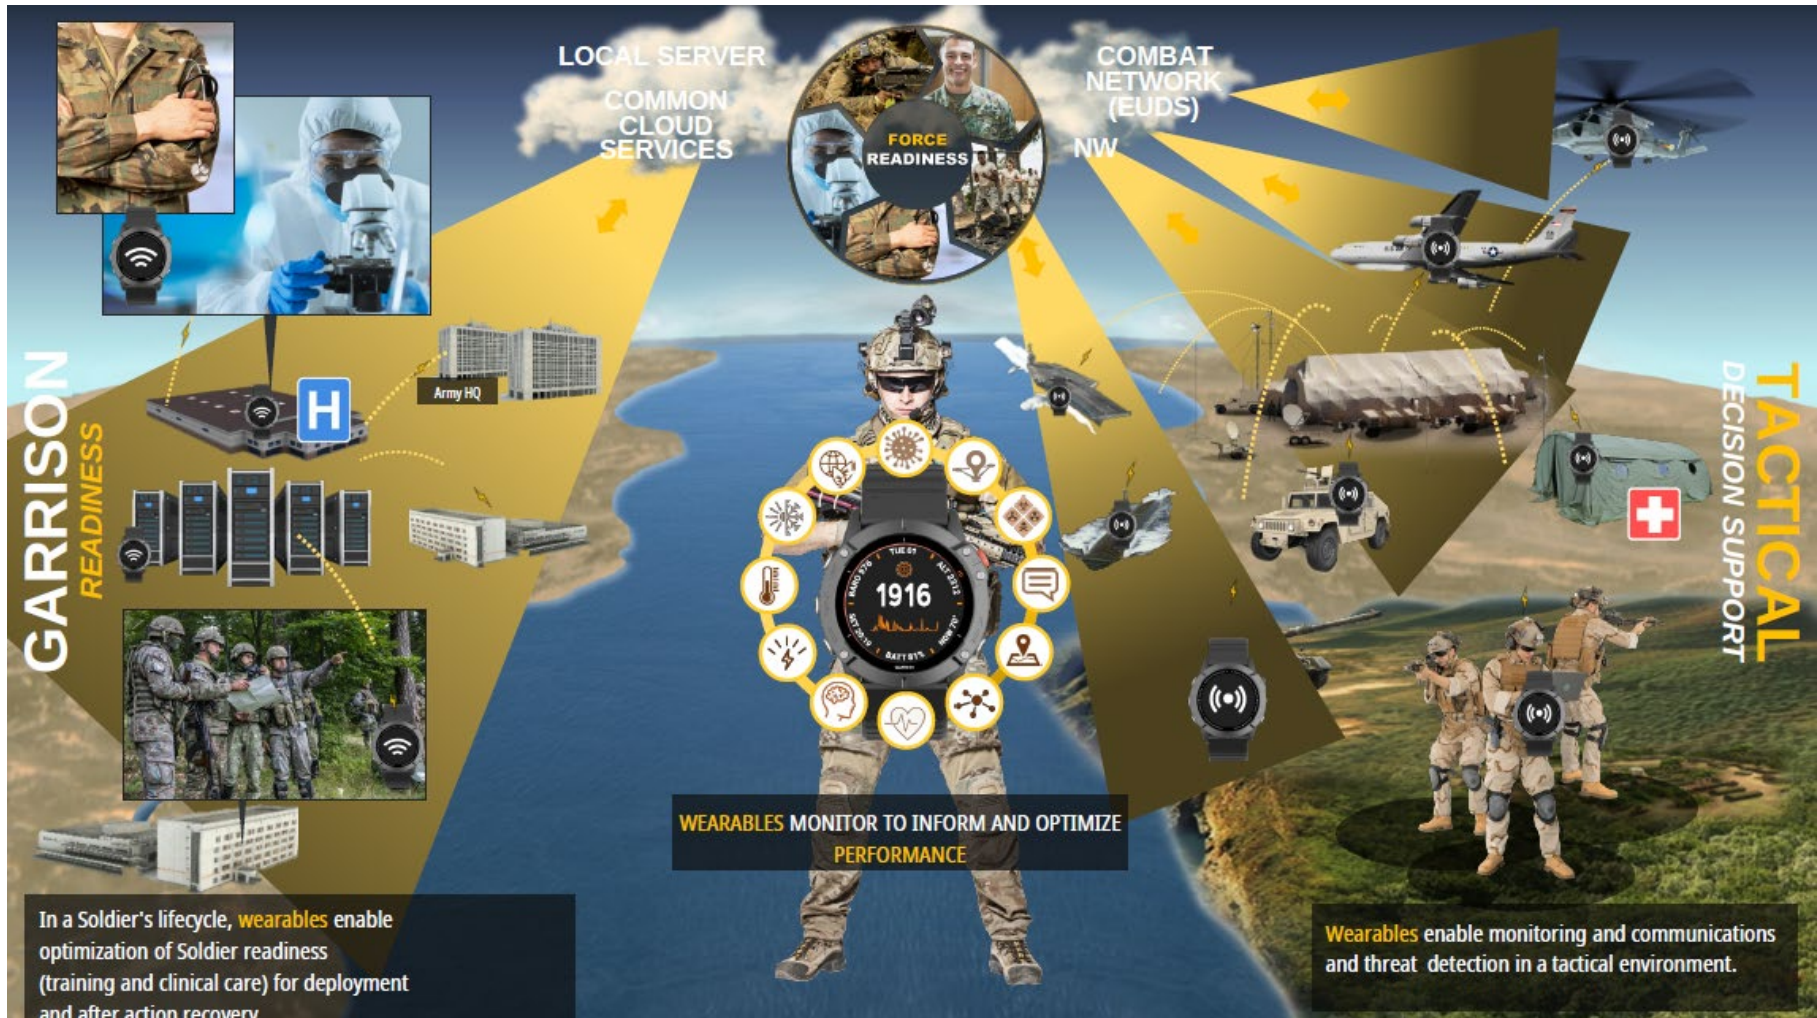 LOCAL SERVER
COMMON
CLOUD
SERVICES
FORCE
READINESS
COMBAT
NETWORK
(EUDS)
NW
GARRISON
READINESS
Army HQ
H
TACTICAL
DECISION SUPPORT
TUE 01
1916
WEARABLES MONITOR TO INFORM AND OPTIMIZE
PERFORMANCE
In a Soldier's lifecycle, wearables enable
optimization of Soldier readiness
(training and clinical care) for deployment
and after action recovery
Wearables enable monitoring and communications
and threat detection in a tactical environment.